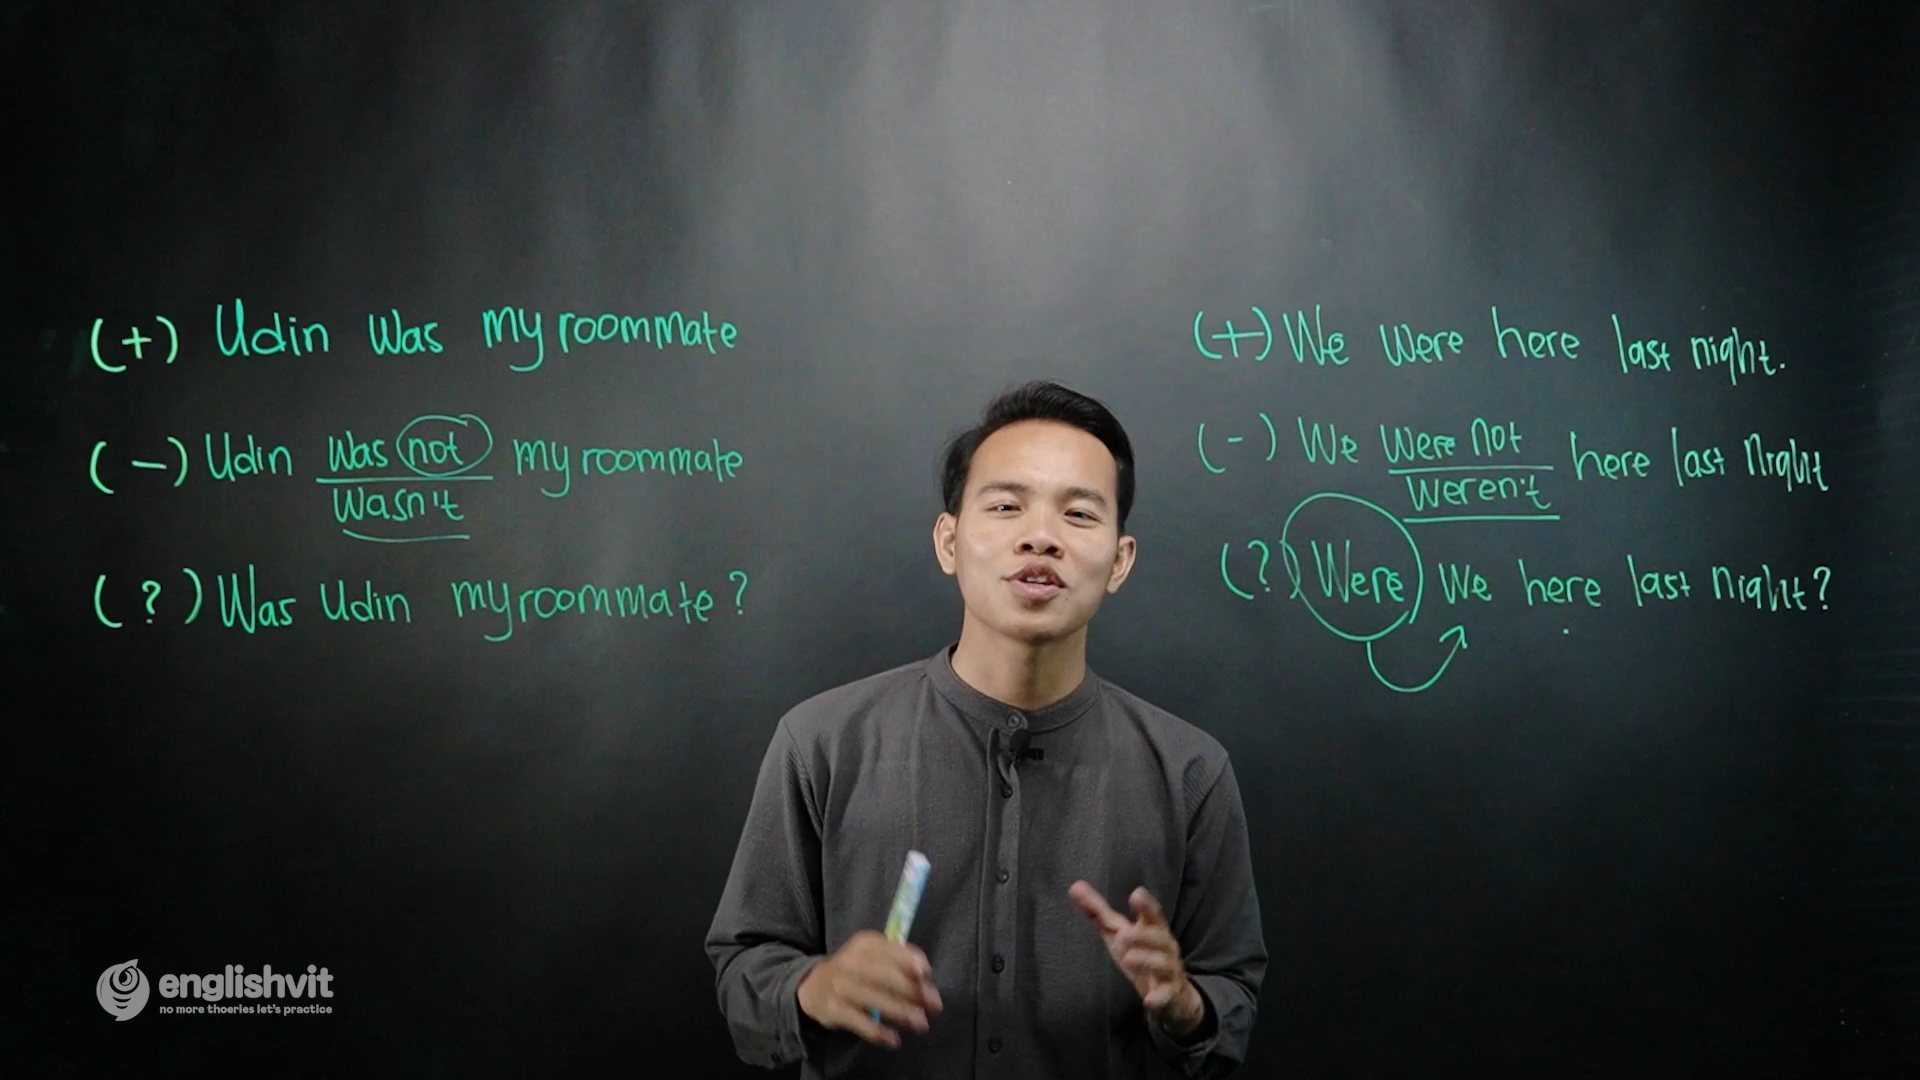 (+) Udin was my roommate
(-) Udin was not my roommate
wasn't
(?) Was Udin my roommate?
(+) We were here last night.
(-) We were not here last night
weren't
(?) Were we here last night?
englishvit
no more thoeries let's practice